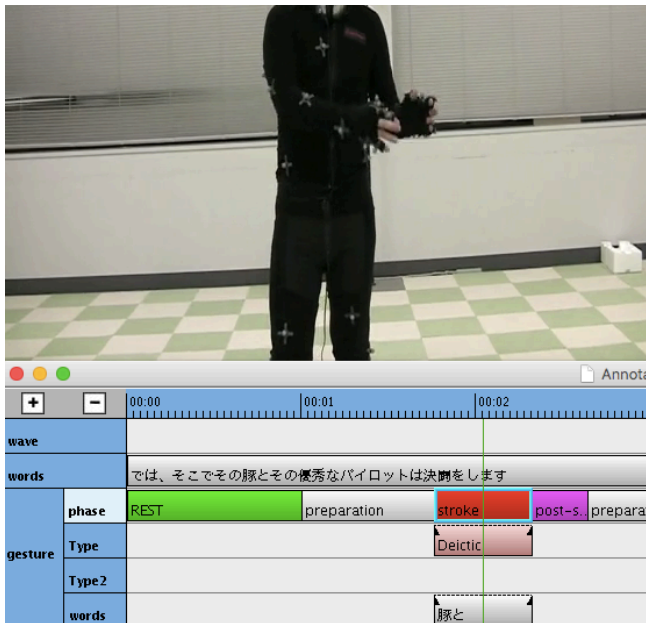 Annota
+ -
00:00 00:01 00:02
wave
words では、そこでその豚とその優秀なパイロットは決闘をします
gesture
phase REST preparation stroke post-s.. prepara
Type Deictic
Type2
words 豚と